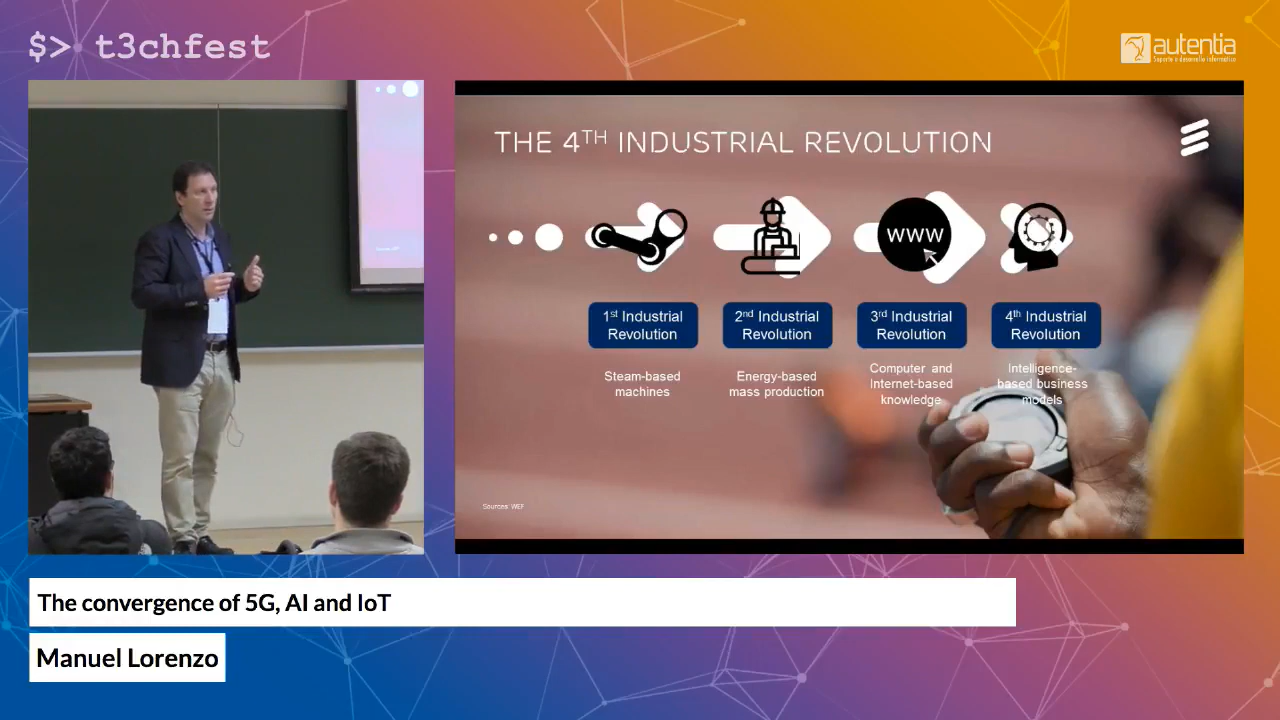 $> t3chfest
autentia
Soporte a desarrollo informático
THE 4TH INDUSTRIAL REVOLUTION
WWW
1st Industrial
Revolution
2nd Industrial
Revolution
3rd Industrial
Revolution
4th Industrial
Revolution
Steam-based
machines
Energy-based
mass production
Computer and
Internet-based
knowledge
Intelligence-
based business
models
Sources: WEF
The convergence of 5G, AI and IoT
Manuel Lorenzo